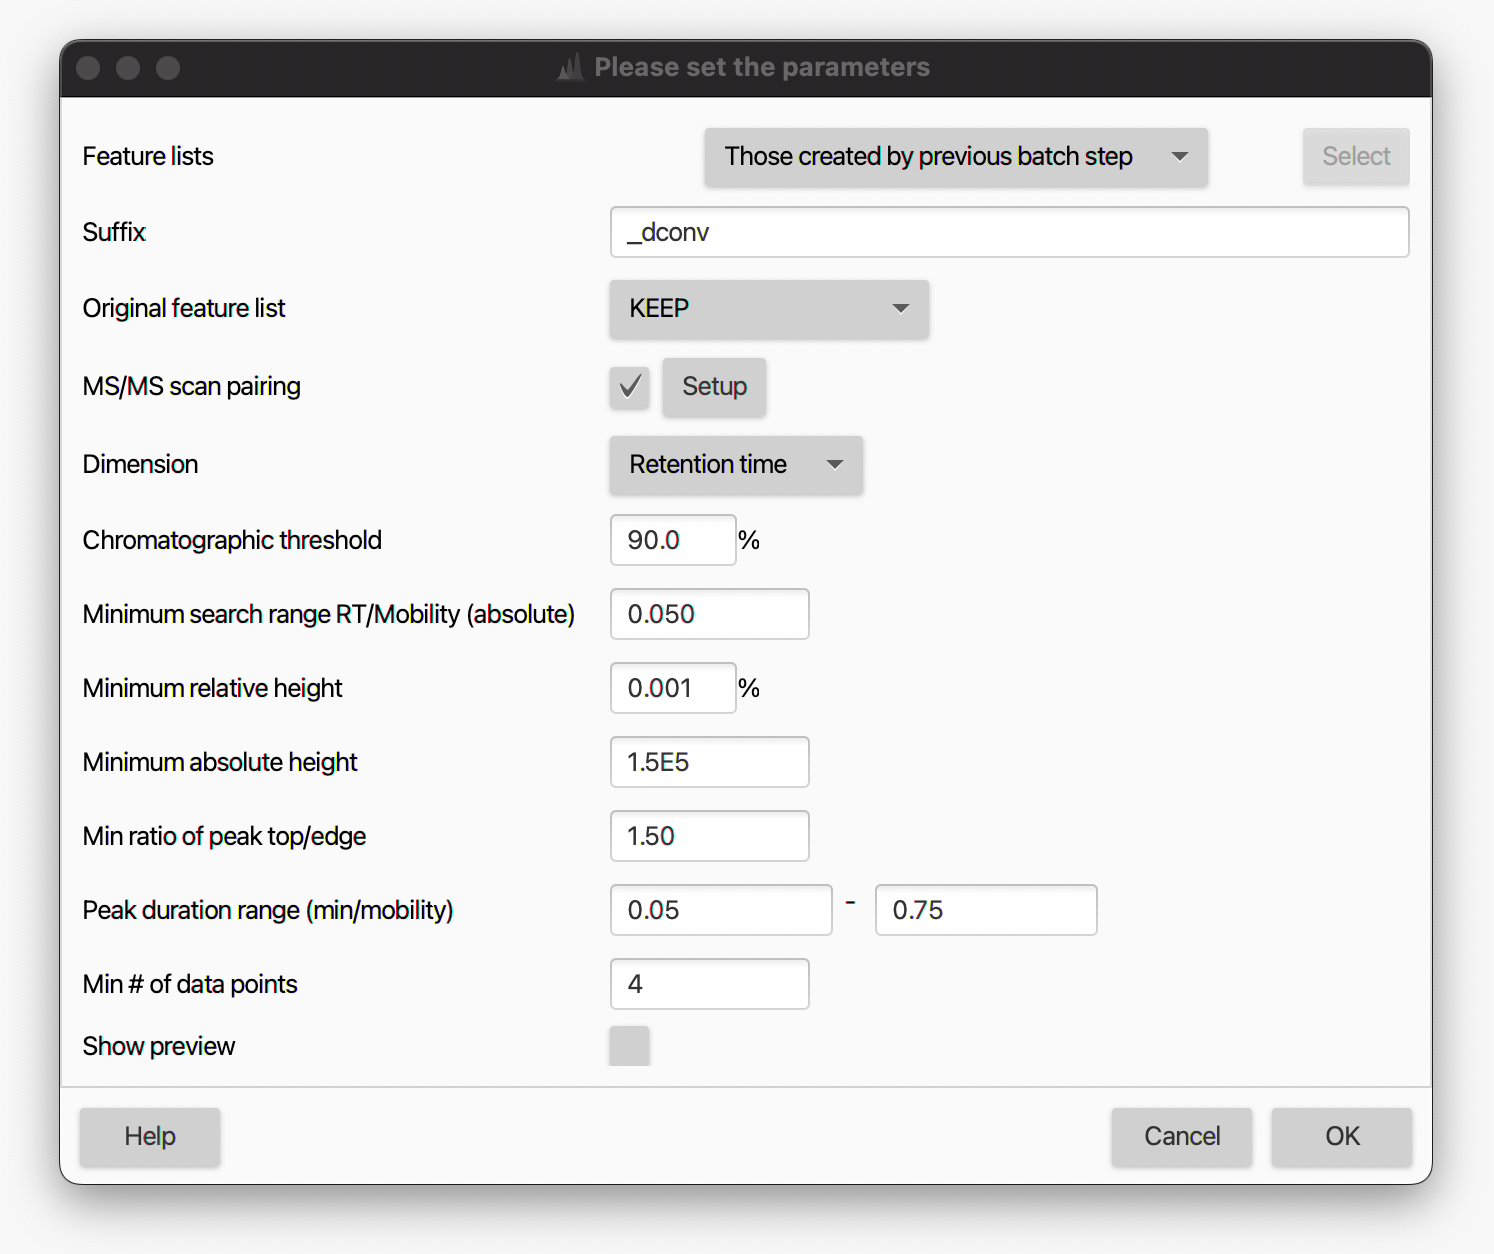 Please set the parameters
Feature lists Those created by previous batch step Select
Suffix _dconv
Original feature list KEEP
MS/MS scan pairing Setup
Dimension Retention time
Chromatographic threshold 90.0 %
Minimum search range RT/Mobility (absolute) 0.050
Minimum relative height 0.001 %
Minimum absolute height 1.5E5
Min ratio of peak top/edge 1.50
Peak duration range (min/mobility) 0.05 - 0.75
Min # of data points 4
Show preview
Help Cancel OK